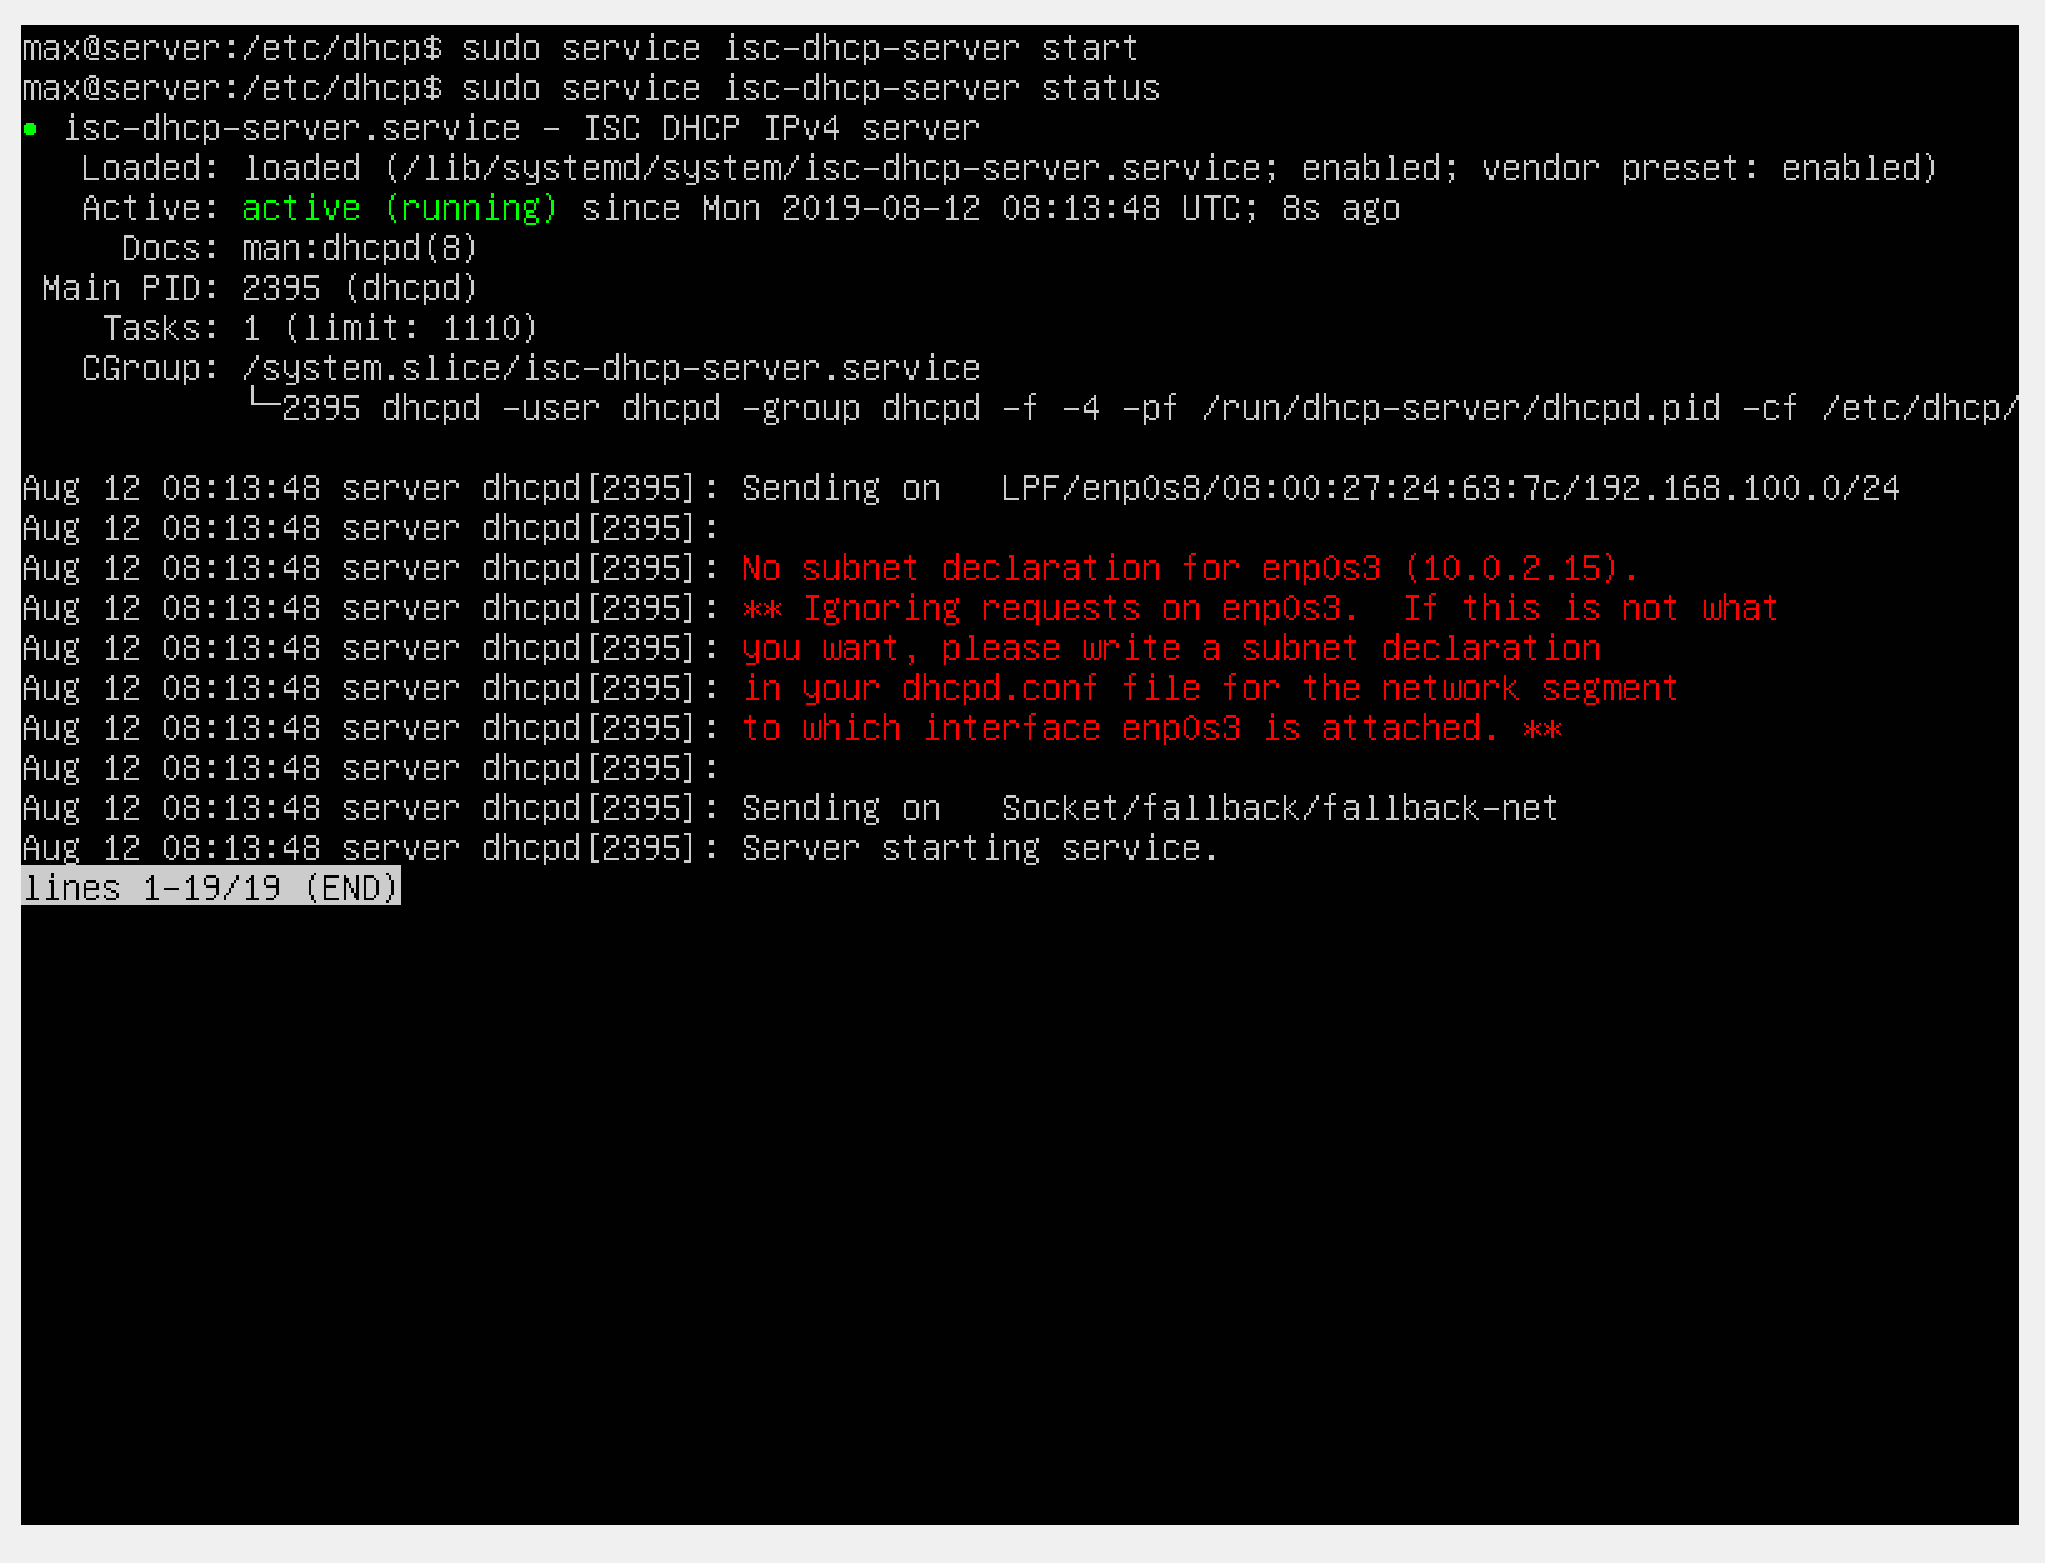 max@server:/etc/dhcp$ sudo service isc-dhcp-server start
max@server:/etc/dhcp$ sudo service isc-dhcp-server status
● isc-dhcp-server.service - ISC DHCP IPv4 server
   Loaded: loaded (/lib/systemd/system/isc-dhcp-server.service; enabled; vendor preset: enabled)
   Active: active (running) since Mon 2019-08-12 08:13:48 UTC; 8s ago
     Docs: man:dhcpd(8)
 Main PID: 2395 (dhcpd)
    Tasks: 1 (limit: 1110)
   CGroup: /system.slice/isc-dhcp-server.service
           └─2395 dhcpd -user dhcpd -group dhcpd -f -4 -pf /run/dhcp-server/dhcpd.pid -cf /etc/dhcp/

Aug 12 08:13:48 server dhcpd[2395]: Sending on   LPF/enp0s8/08:00:27:24:63:7c/192.168.100.0/24
Aug 12 08:13:48 server dhcpd[2395]:
Aug 12 08:13:48 server dhcpd[2395]: No subnet declaration for enp0s3 (10.0.2.15).
Aug 12 08:13:48 server dhcpd[2395]: ** Ignoring requests on enp0s3.  If this is not what
Aug 12 08:13:48 server dhcpd[2395]: you want, please write a subnet declaration
Aug 12 08:13:48 server dhcpd[2395]: in your dhcpd.conf file for the network segment
Aug 12 08:13:48 server dhcpd[2395]: to which interface enp0s3 is attached. **
Aug 12 08:13:48 server dhcpd[2395]:
Aug 12 08:13:48 server dhcpd[2395]: Sending on   Socket/fallback/fallback-net
Aug 12 08:13:48 server dhcpd[2395]: Server starting service.
lines 1-19/19 (END)